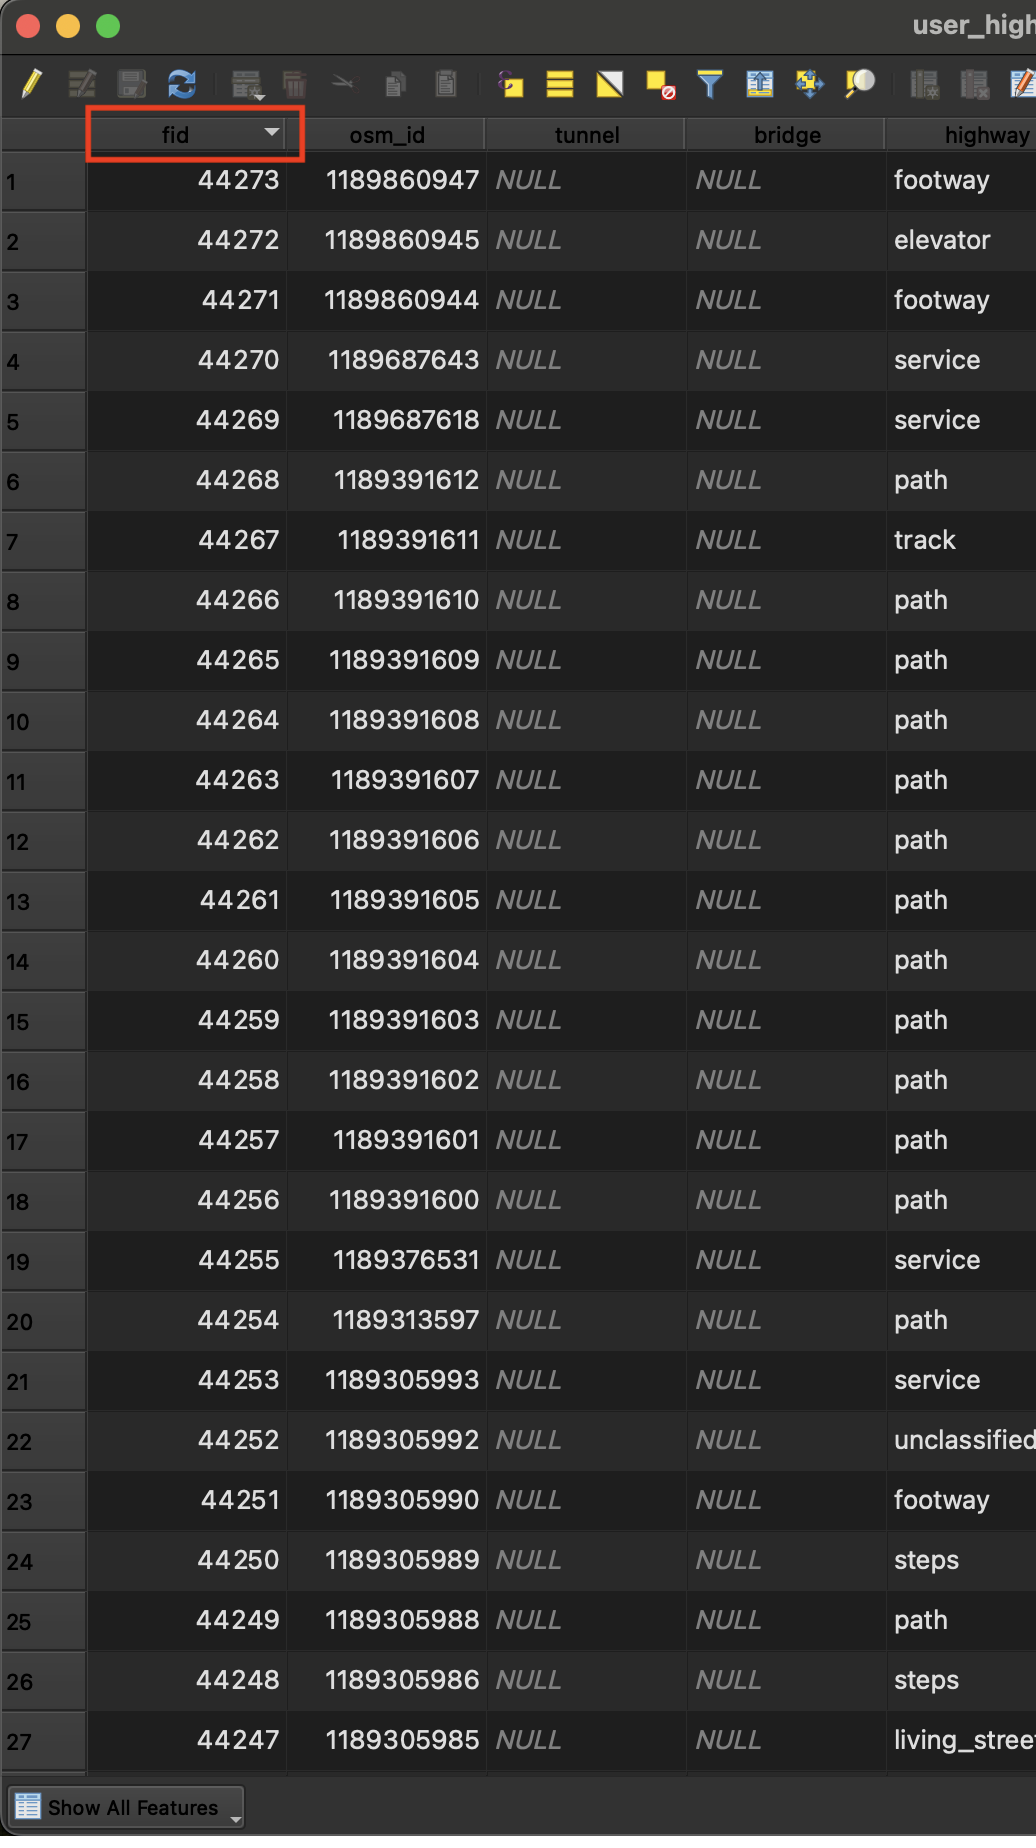 user_high
fid osm_id tunnel bridge highway
1 44273 1189860947 NULL NULL footway
2 44272 1189860945 NULL NULL elevator
3 44271 1189860944 NULL NULL footway
4 44270 1189687643 NULL NULL service
5 44269 1189687618 NULL NULL service
6 44268 1189391612 NULL NULL path
7 44267 1189391611 NULL NULL track
8 44266 1189391610 NULL NULL path
9 44265 1189391609 NULL NULL path
10 44264 1189391608 NULL NULL path
11 44263 1189391607 NULL NULL path
12 44262 1189391606 NULL NULL path
13 44261 1189391605 NULL NULL path
14 44260 1189391604 NULL NULL path
15 44259 1189391603 NULL NULL path
16 44258 1189391602 NULL NULL path
17 44257 1189391601 NULL NULL path
18 44256 1189391600 NULL NULL path
19 44255 1189376531 NULL NULL service
20 44254 1189313597 NULL NULL path
21 44253 1189305993 NULL NULL service
22 44252 1189305992 NULL NULL unclassified
23 44251 1189305990 NULL NULL footway
24 44250 1189305989 NULL NULL steps
25 44249 1189305988 NULL NULL path
26 44248 1189305986 NULL NULL steps
27 44247 1189305985 NULL NULL living_stree
Show All Features